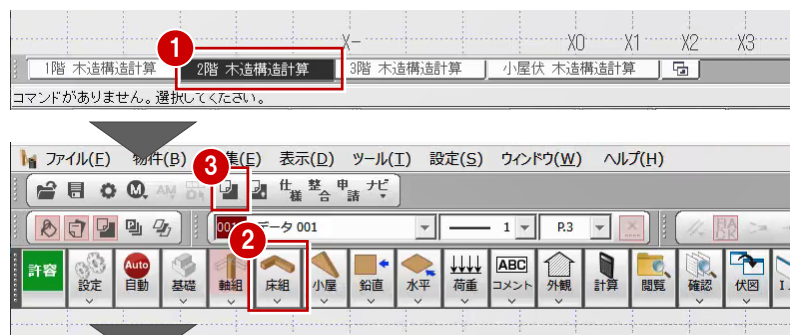 X- X0 X1 X2 X3
1
1階 木造構造計算 2階 木造構造計算 3階 木造構造計算 小屋伏 木造構造計算
コマンドがありません。選択してください。
ファイル(F) 物件(B) 集(E) 表示(D) ツール(T) 設定(S) ウィンドウ(W) ヘルプ(H)
3
仕様 整合 申請 ナビ
001 データ 001 1 P.3
2
許容 設定 Auto 自動 基礎 軸組 床組 小屋 鉛直 水平 荷重 ABC コメント 外観 計算 閲覧 確認 伏図